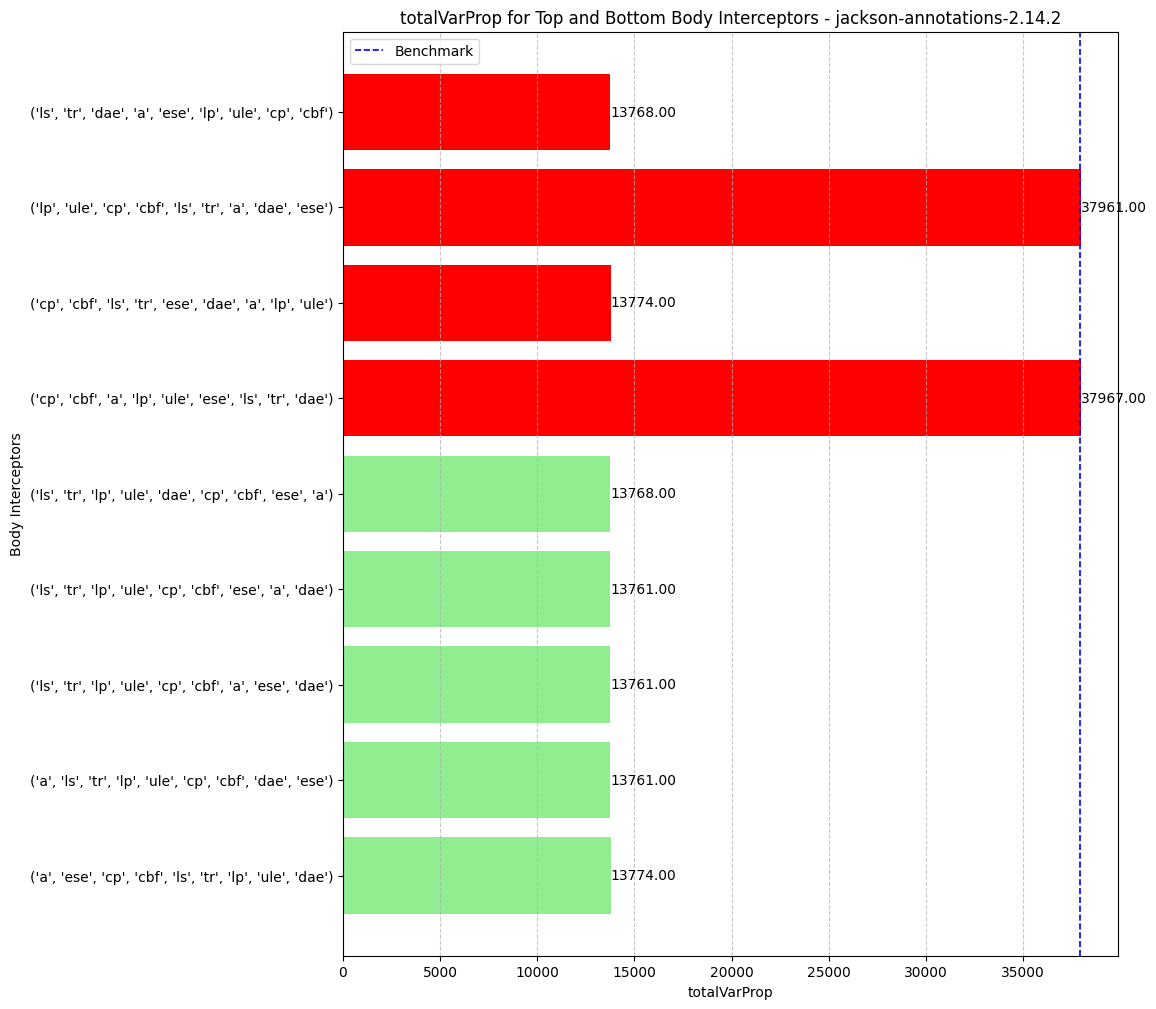 totalVarProp for Top and Bottom Body Interceptors - jackson-annotations-2.14.2
Benchmark
('ls', 'tr', 'dae', 'a', 'ese', 'lp', 'ule', 'cp', 'cbf')
13768.00
('lp', 'ule', 'cp', 'cbf', 'ls', 'tr', 'a', 'dae', 'ese')
37961.00
('cp', 'cbf', 'ls', 'tr', 'ese', 'dae', 'a', 'lp', 'ule')
13774.00
('cp', 'cbf', 'a', 'lp', 'ule', 'ese', 'ls', 'tr', 'dae')
37967.00
Body Interceptors
('ls', 'tr', 'lp', 'ule', 'dae', 'cp', 'cbf', 'ese', 'a')
13768.00
('ls', 'tr', 'lp', 'ule', 'cp', 'cbf', 'ese', 'a', 'dae')
13761.00
('ls', 'tr', 'lp', 'ule', 'cp', 'cbf', 'a', 'ese', 'dae')
13761.00
('a', 'ls', 'tr', 'lp', 'ule', 'cp', 'cbf', 'dae', 'ese')
13761.00
('a', 'ese', 'cp', 'cbf', 'ls', 'tr', 'lp', 'ule', 'dae')
13774.00
0 5000 10000 15000 20000 25000 30000 35000
totalVarProp